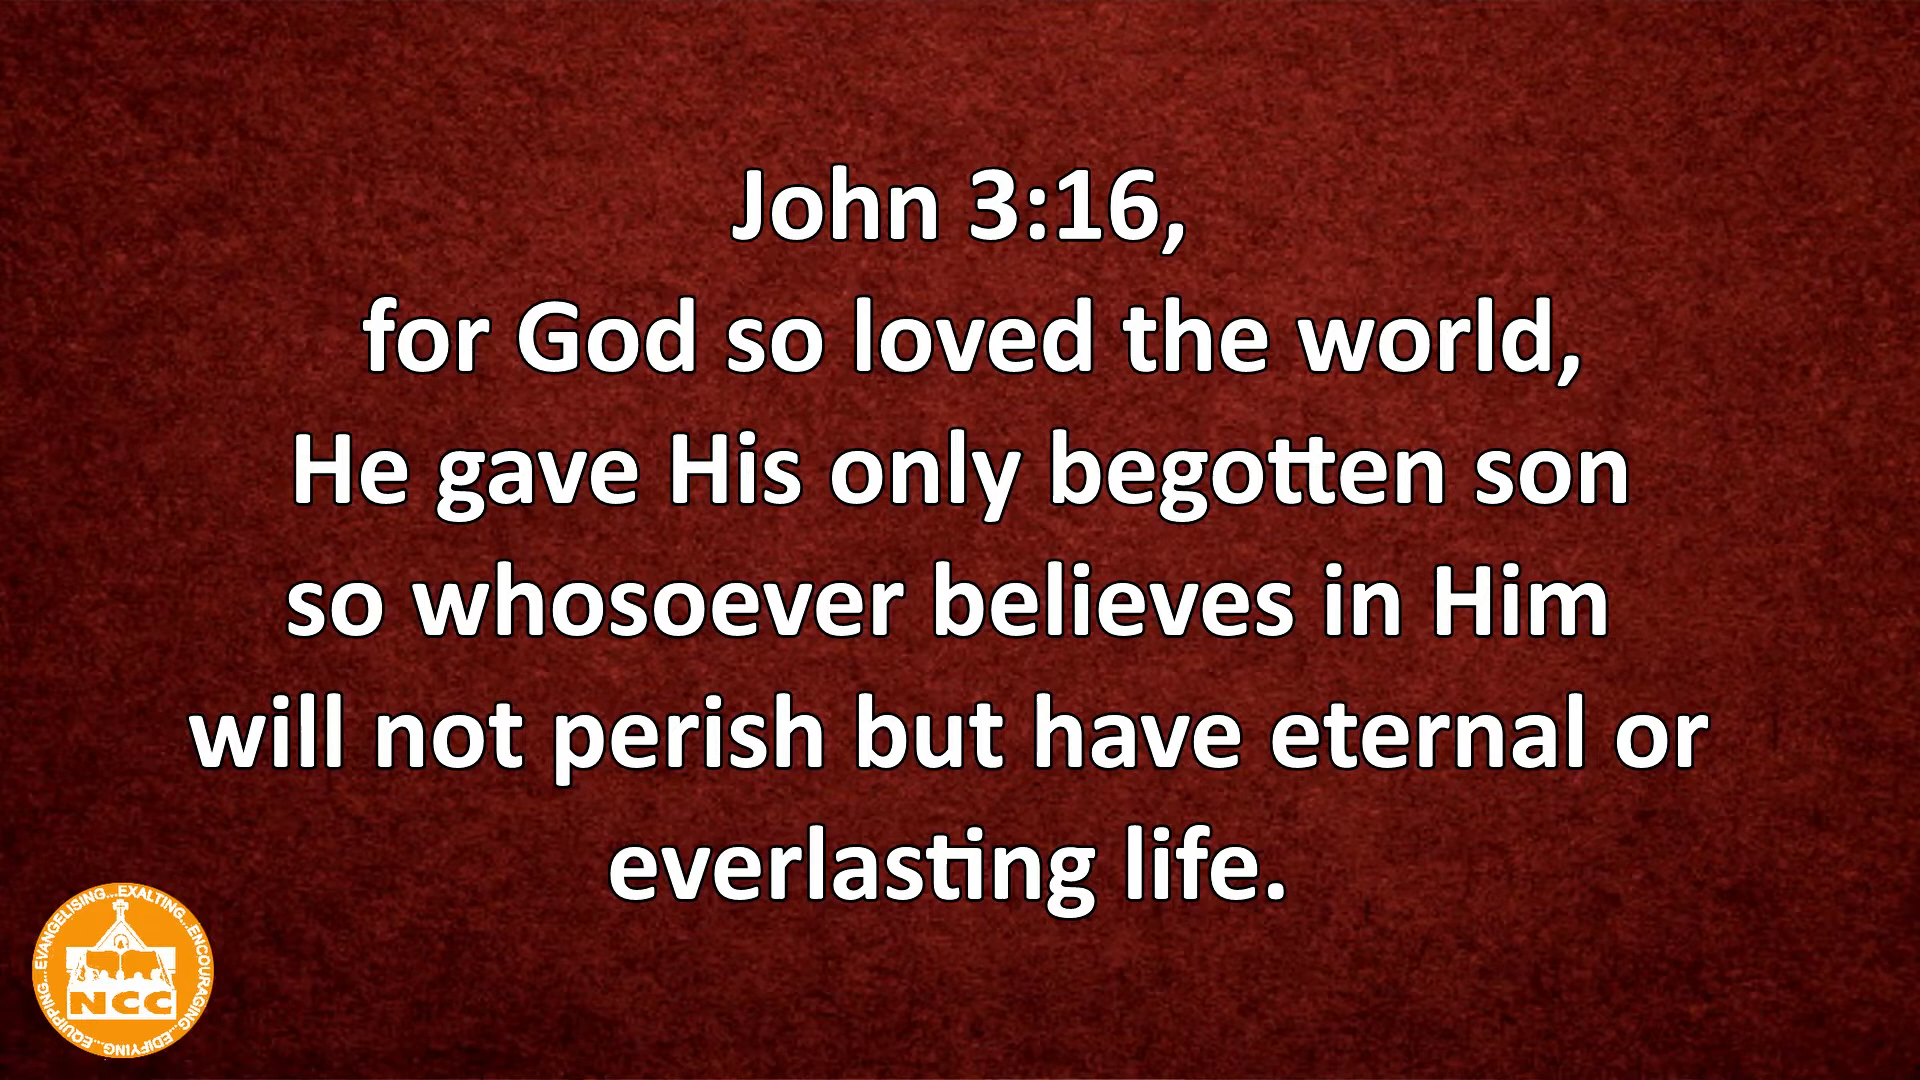 John 3:16,
for God so loved the world,
He gave His only begotten son
so whosoever believes in Him
will not perish but have eternal or
everlasting life.
EVANGELISING...EXALTING...ENCOURAGING...EDIFYING...EQUIPPING...
NCC